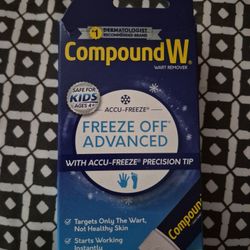 #1 DERMATOLOGIST
RECOMMENDED BRAND
Compound W®
WART REMOVER
SAFE FOR
KIDS
AGES 4+
ACCU-FREEZE®
FREEZE OFF®
ADVANCED
WITH ACCU-FREEZE® PRECISION TIP
Targets Only The Wart,
Not Healthy Skin
Starts Working
Instantly
Compound